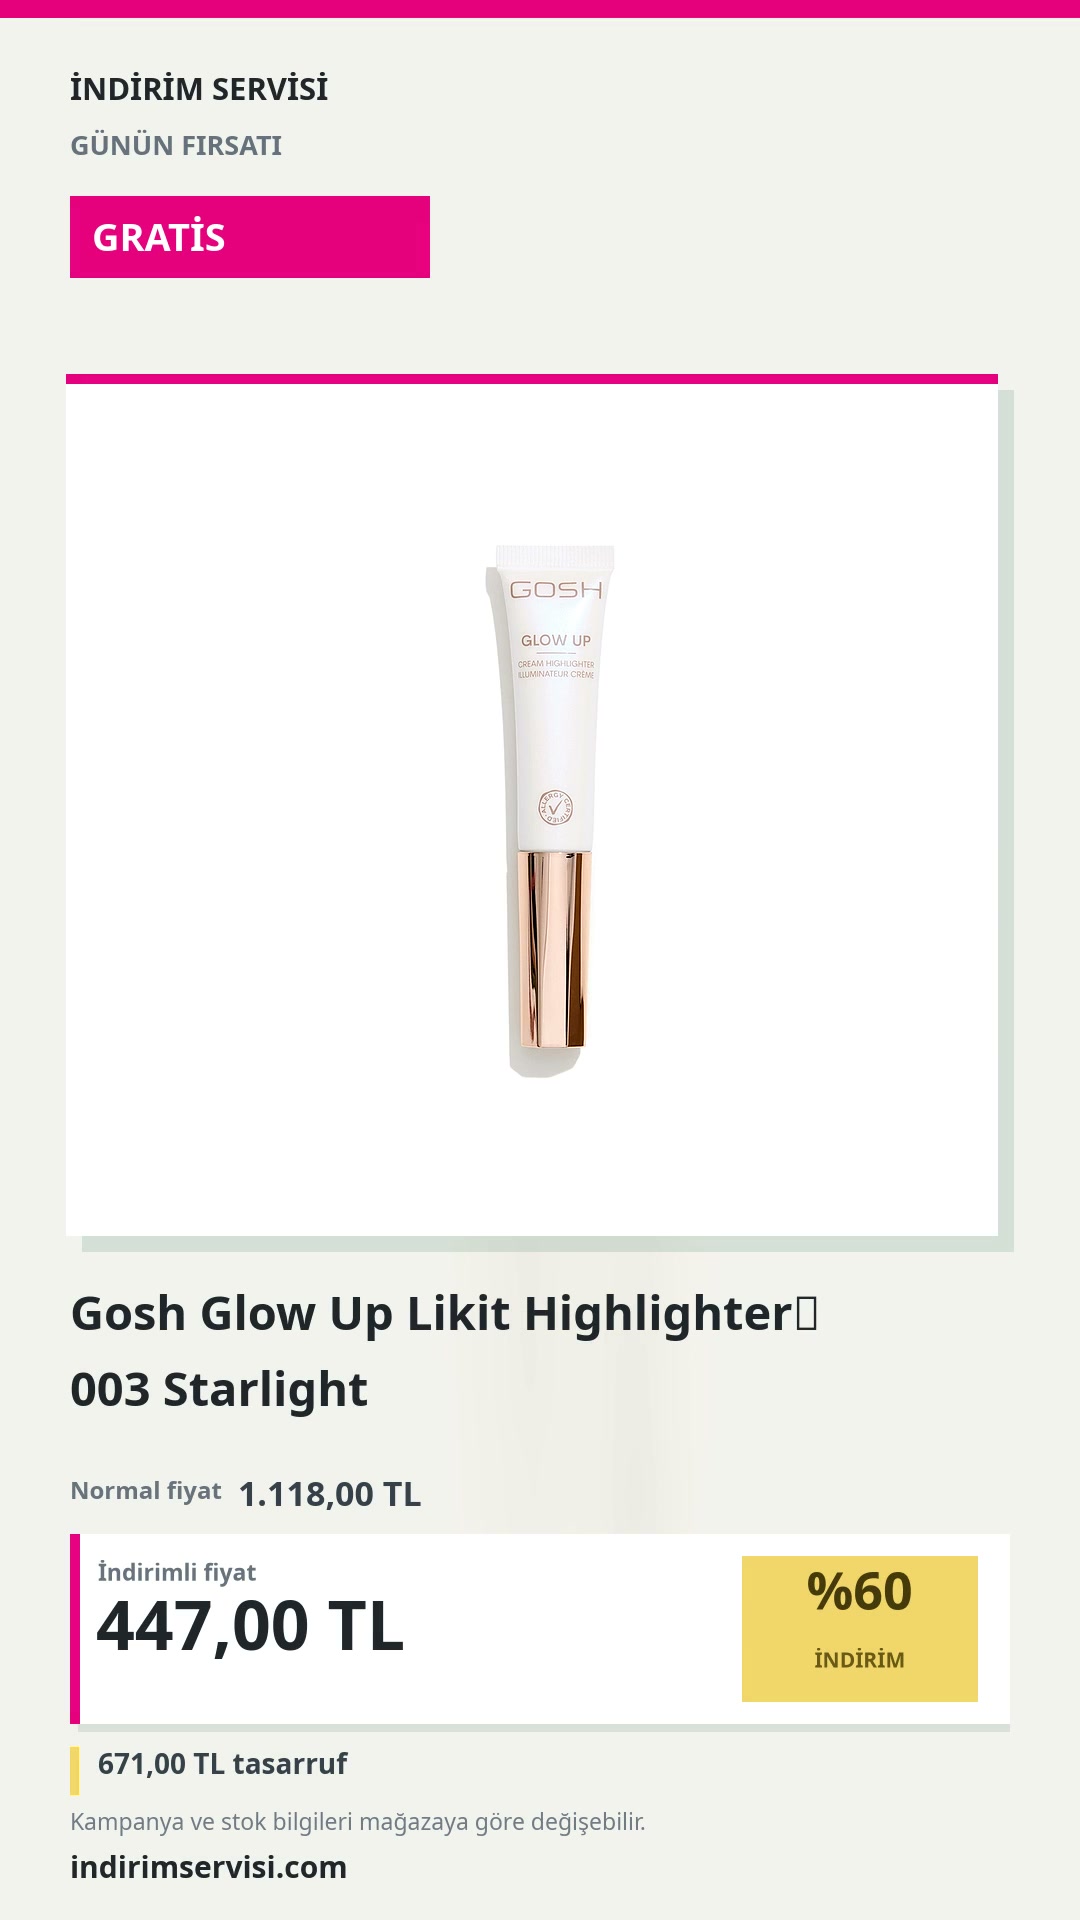 İNDİRİM SERVİSİ
GÜNÜN FIRSATI
GRATİS
GOSH
GLOW UP
CREAM HIGHLIGHTER
ILLUMINATEUR CRÈME
ALLERGY CERTIFIED
Gosh Glow Up Likit Highlighter
003 Starlight
Normal fiyat 1.118,00 TL
İndirimli fiyat
447,00 TL
%60
İNDİRİM
671,00 TL tasarruf
Kampanya ve stok bilgileri mağazaya göre değişebilir.
indirimservisi.com